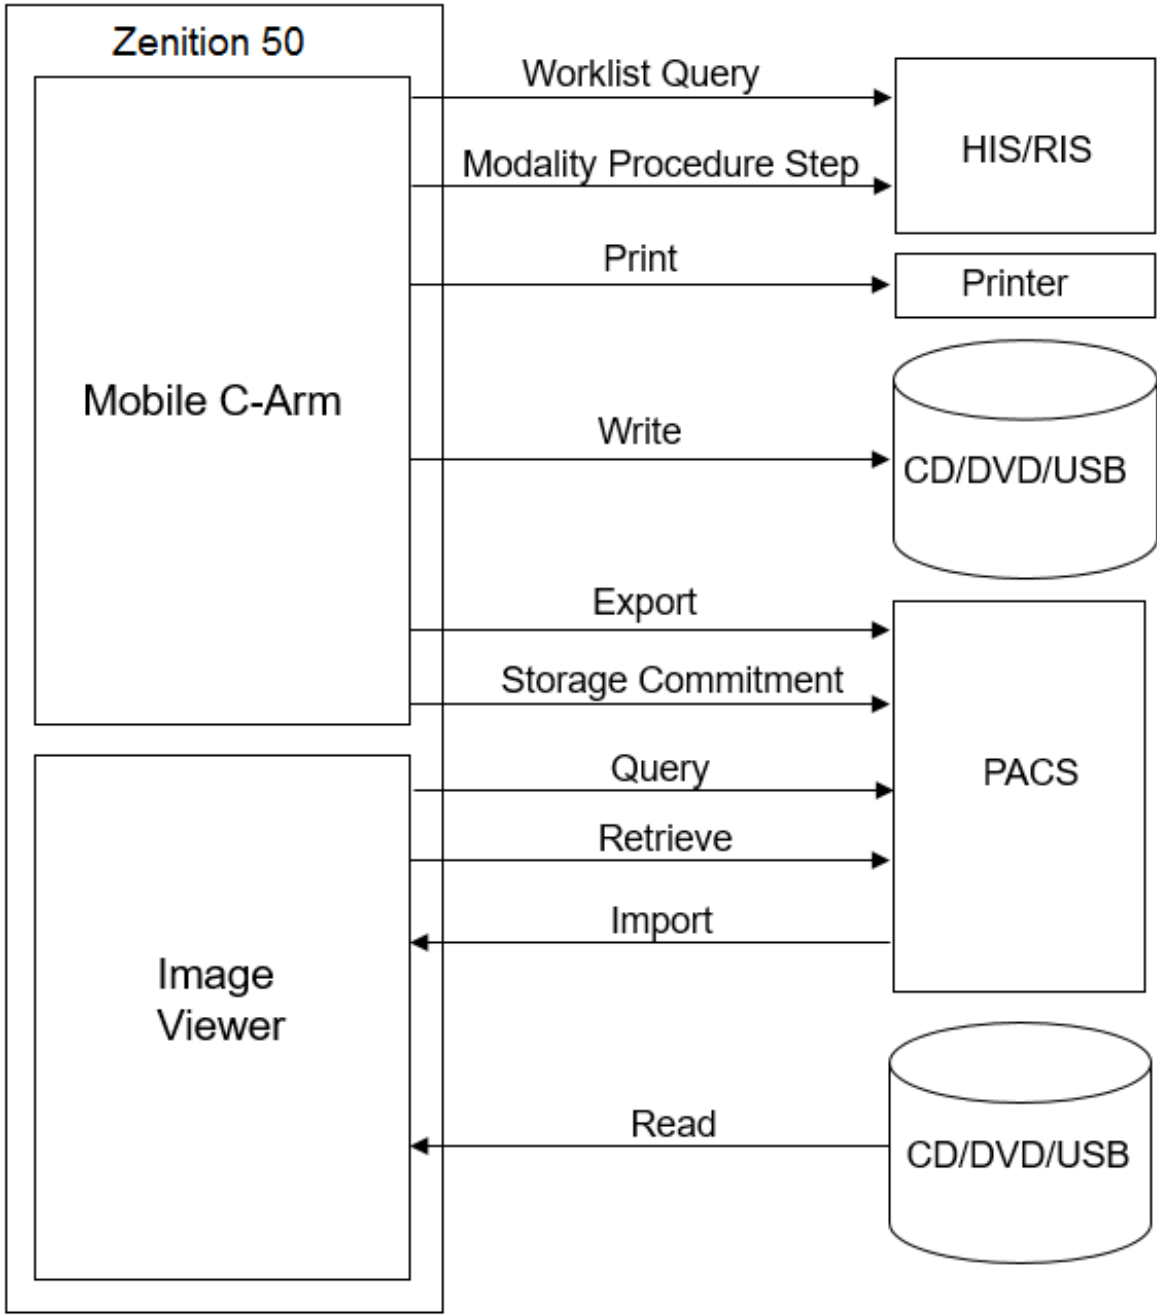 Zenition 50
Worklist Query
HIS/RIS
Modality Procedure Step
Print
Printer
Mobile C-Arm
Write
CD/DVD/USB
Export
Storage Commitment
Query
PACS
Retrieve
Import
Image
Viewer
Read
CD/DVD/USB